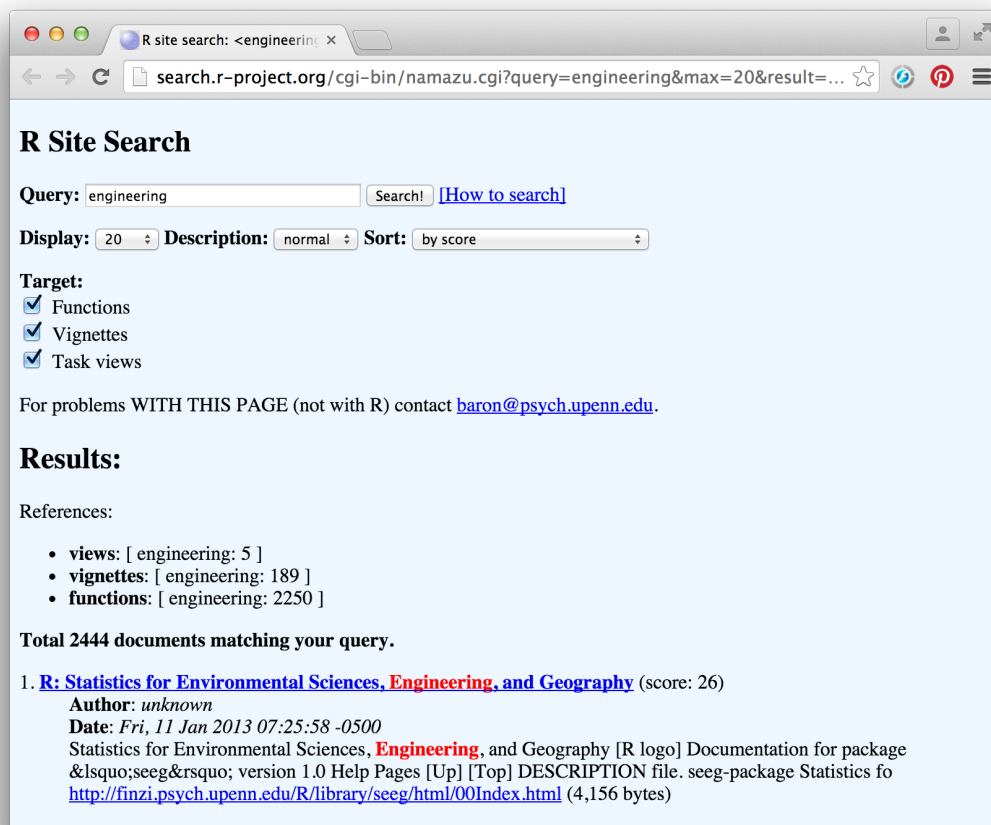 R site search: <engineering
search.r-project.org/cgi-bin/namazu.cgi?query=engineering&max=20&result=...
R Site Search
Query: engineering Search! [How to search]
Display: 20 Description: normal Sort: by score
Target:
Functions
Vignettes
Task views
For problems WITH THIS PAGE (not with R) contact baron@psych.upenn.edu.
Results:
References:
• views: [ engineering: 5 ]
• vignettes: [ engineering: 189 ]
• functions: [ engineering: 2250 ]
Total 2444 documents matching your query.
1. R: Statistics for Environmental Sciences, Engineering, and Geography (score: 26)
Author: unknown
Date: Fri, 11 Jan 2013 07:25:58 -0500
Statistics for Environmental Sciences, Engineering, and Geography [R logo] Documentation for package
&lsquo;seeg&rsquo; version 1.0 Help Pages [Up] [Top] DESCRIPTION file. seeg-package Statistics fo
http://finzi.psych.upenn.edu/R/library/seeg/html/00Index.html (4,156 bytes)